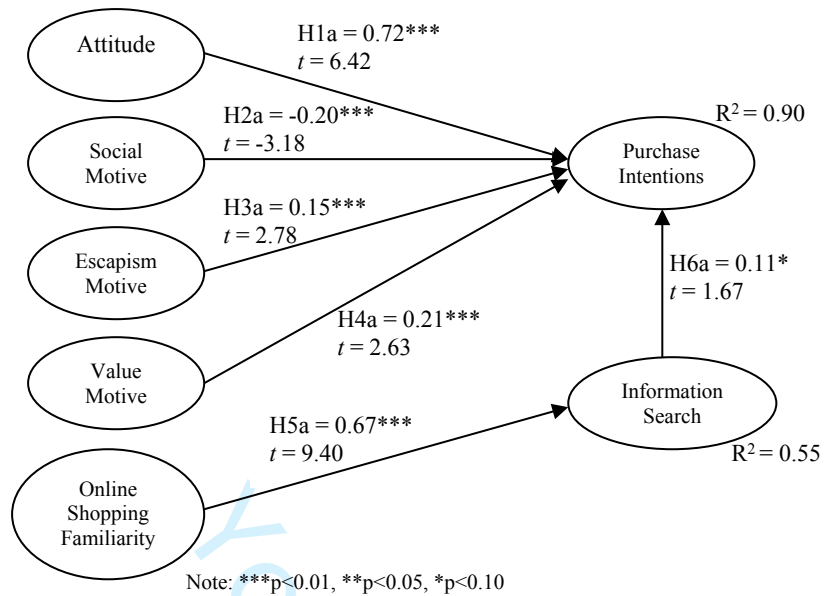 Attitude
H1a = 0.72***
t = 6.42
Social
Motive
H2a = -0.20***
t = -3.18
Escapism
Motive
H3a = 0.15***
t = 2.78
Value
Motive
H4a = 0.21***
t = 2.63
Online
Shopping
Familiarity
H5a = 0.67***
t = 9.40
R² = 0.90
Purchase
Intentions
H6a = 0.11*
t = 1.67
Information
Search
R² = 0.55
Y
Note: ***p<0.01, **p<0.05, *p<0.10